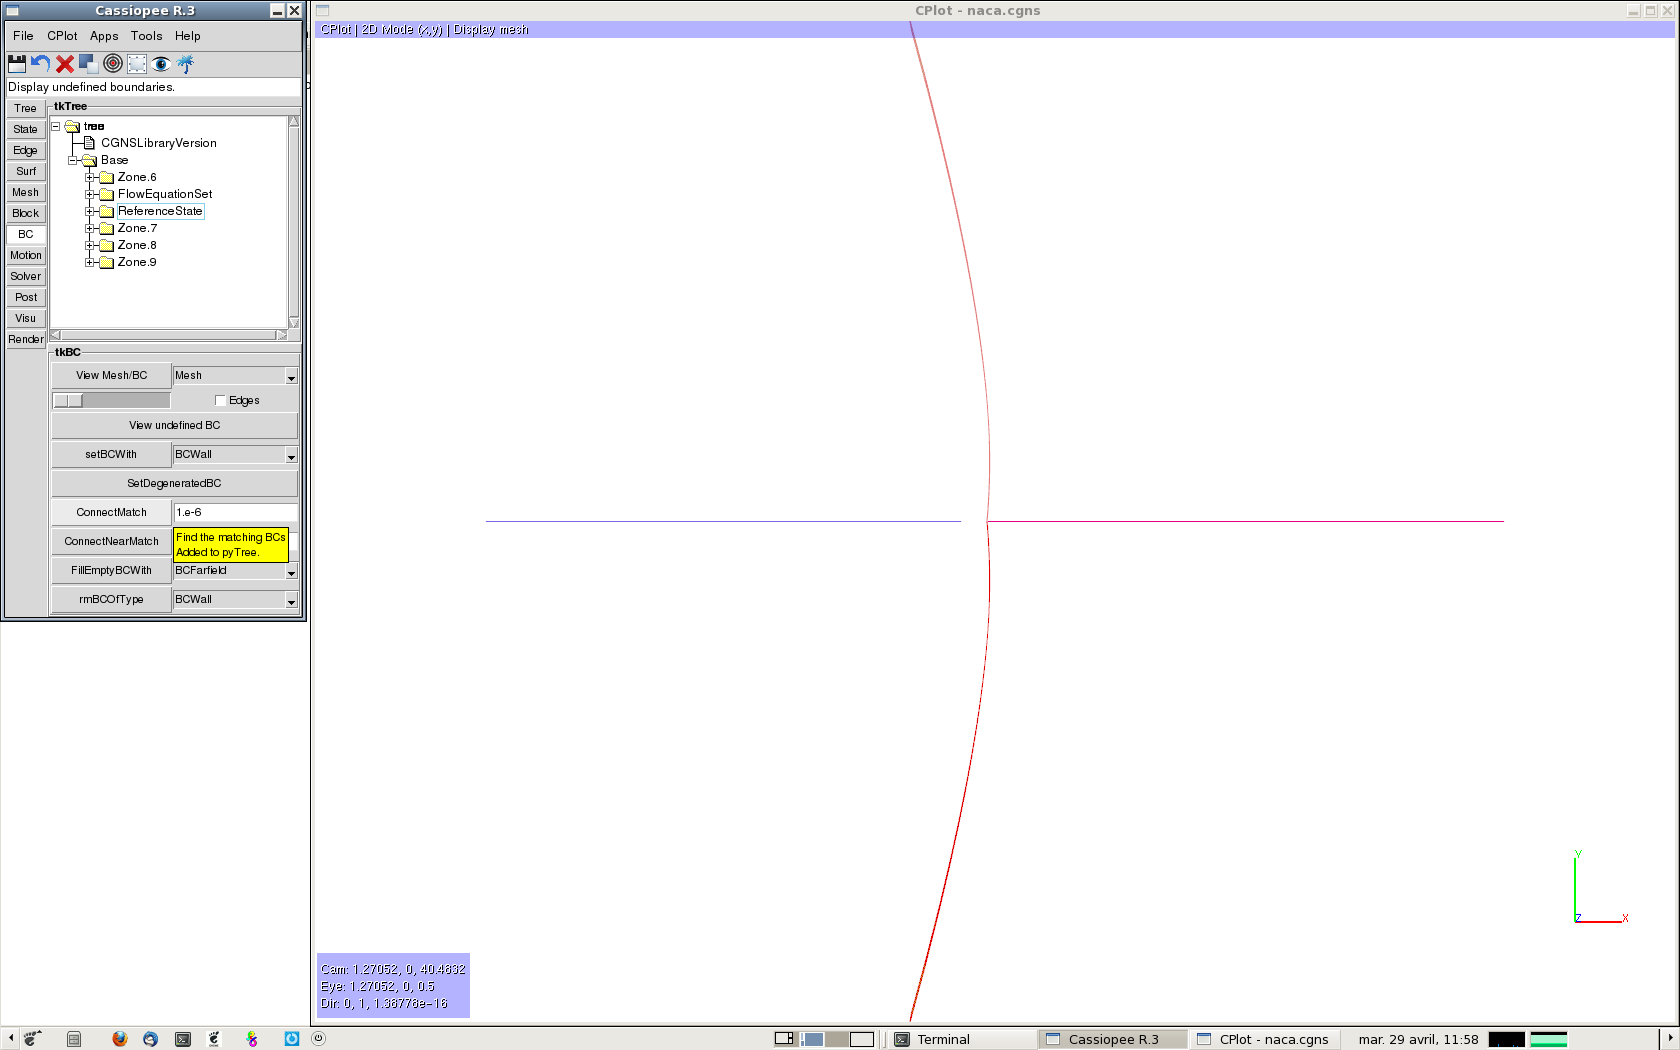 Cassiopee R.3
File CPlot Apps Tools Help
Display undefined boundaries.
Tree
State
Edge
Surf
Mesh
Block
BC
Motion
Solver
Post
Visu
Render
tkTree
tree
CGNSLibraryVersion
Base
Zone.6
FlowEquationSet
ReferenceState
Zone.7
Zone.8
Zone.9
tkBC
View Mesh/BC Mesh
Edges
View undefined BC
setBCWith BCWall
SetDegeneratedBC
ConnectMatch 1.e-6
ConnectNearMatch
Find the matching BCs
Added to pyTree.
FillEmptyBCWith BCFarfield
rmBCOfType BCWall
CPlot - naca.cgns
CPlot | 2D Mode (x,y) | Display mesh
Y
Z
X
Cam: 1.27052, 0, 40.4832
Eye: 1.27052, 0, 0.5
Dir: 0, 1, 1.38778e-16
Terminal
Cassiopee R.3
CPlot - naca.cgns
mar. 29 avril, 11:58